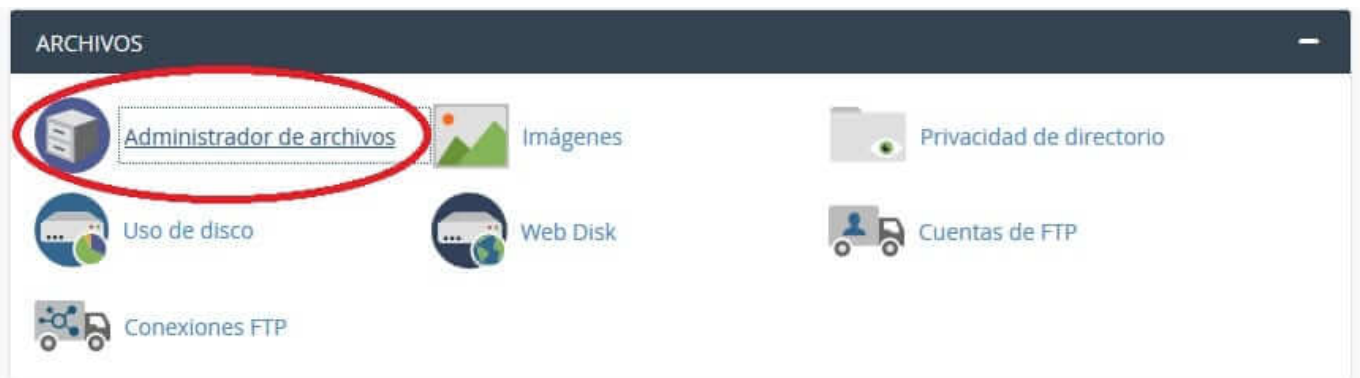 ARCHIVOS
Administrador de archivos
Imágenes
Privacidad de directorio
Uso de disco
Web Disk
Cuentas de FTP
Conexiones FTP